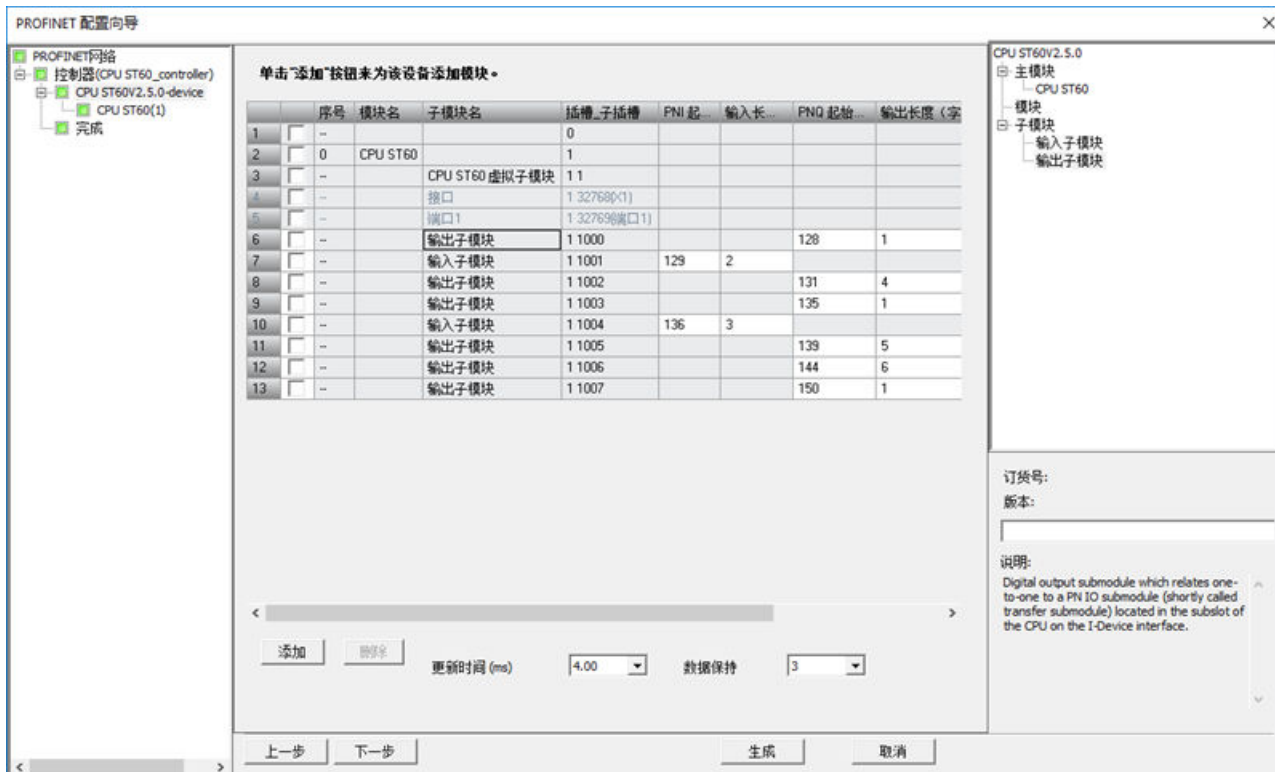 PROFINET 配置向导
PROFINET网络
控制器(CPU ST60_controller)
CPU ST60V2.5.0-device
CPU ST60(1)
完成
单击"添加"按钮来为该设备添加模块。
序号 模块名 子模块名 插槽_子插槽 PNI 起... 输入长... PNQ 起始... 输出长度（字
1 -- 0
2 0 CPU ST60 1
3 -- CPU ST60 虚拟子模块 1 1
4 -- 接口 1 32768(X1)
5 -- 端口1 1 32769(端口1)
6 -- 输出子模块 1 1000 128 1
7 -- 输入子模块 1 1001 129 2
8 -- 输出子模块 1 1002 131 4
9 -- 输出子模块 1 1003 135 1
10 -- 输入子模块 1 1004 136 3
11 -- 输出子模块 1 1005 139 5
12 -- 输出子模块 1 1006 144 6
13 -- 输出子模块 1 1007 150 1
添加 删除
更新时间 (ms) 4.00 数据保持 3
上一步 下一步 生成 取消
CPU ST60V2.5.0
主模块
CPU ST60
模块
子模块
输入子模块
输出子模块
订货号:
版本:
说明:
Digital output submodule which relates one-
to-one to a PN IO submodule (shortly called
transfer submodule) located in the subslot of
the CPU on the I-Device interface.